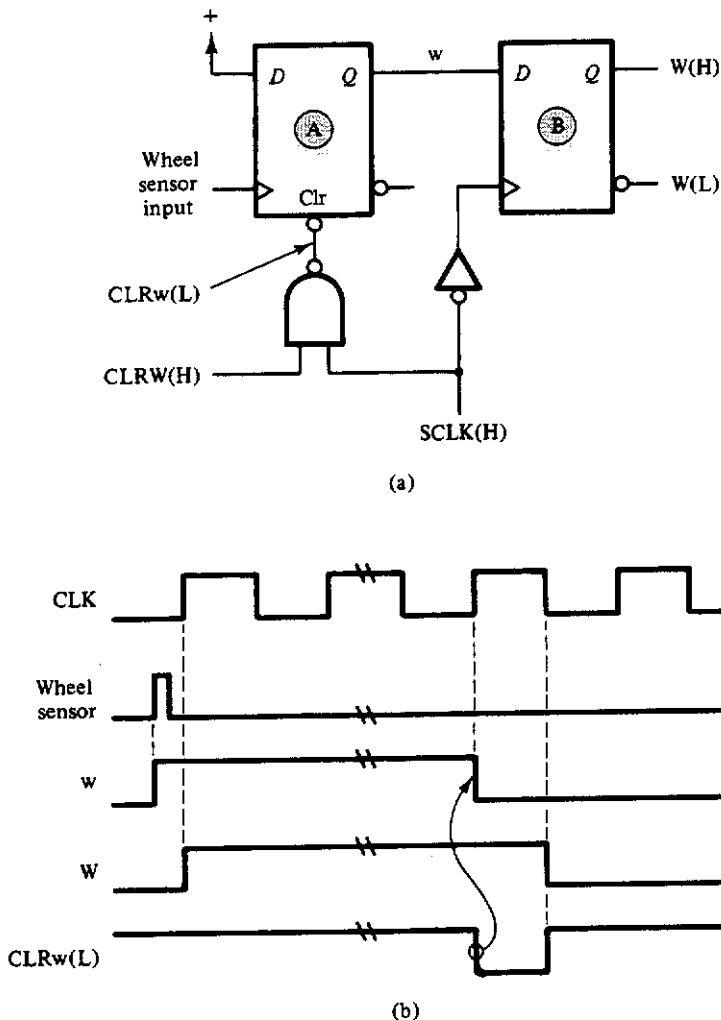 +
w
D Q
D Q
W(H)
A
B
Wheel
sensor
input
Clr
W(L)
CLRw(L)
CLRW(H)
SCLK(H)
(a)
CLK
Wheel
sensor
w
W
CLRw(L)
(b)